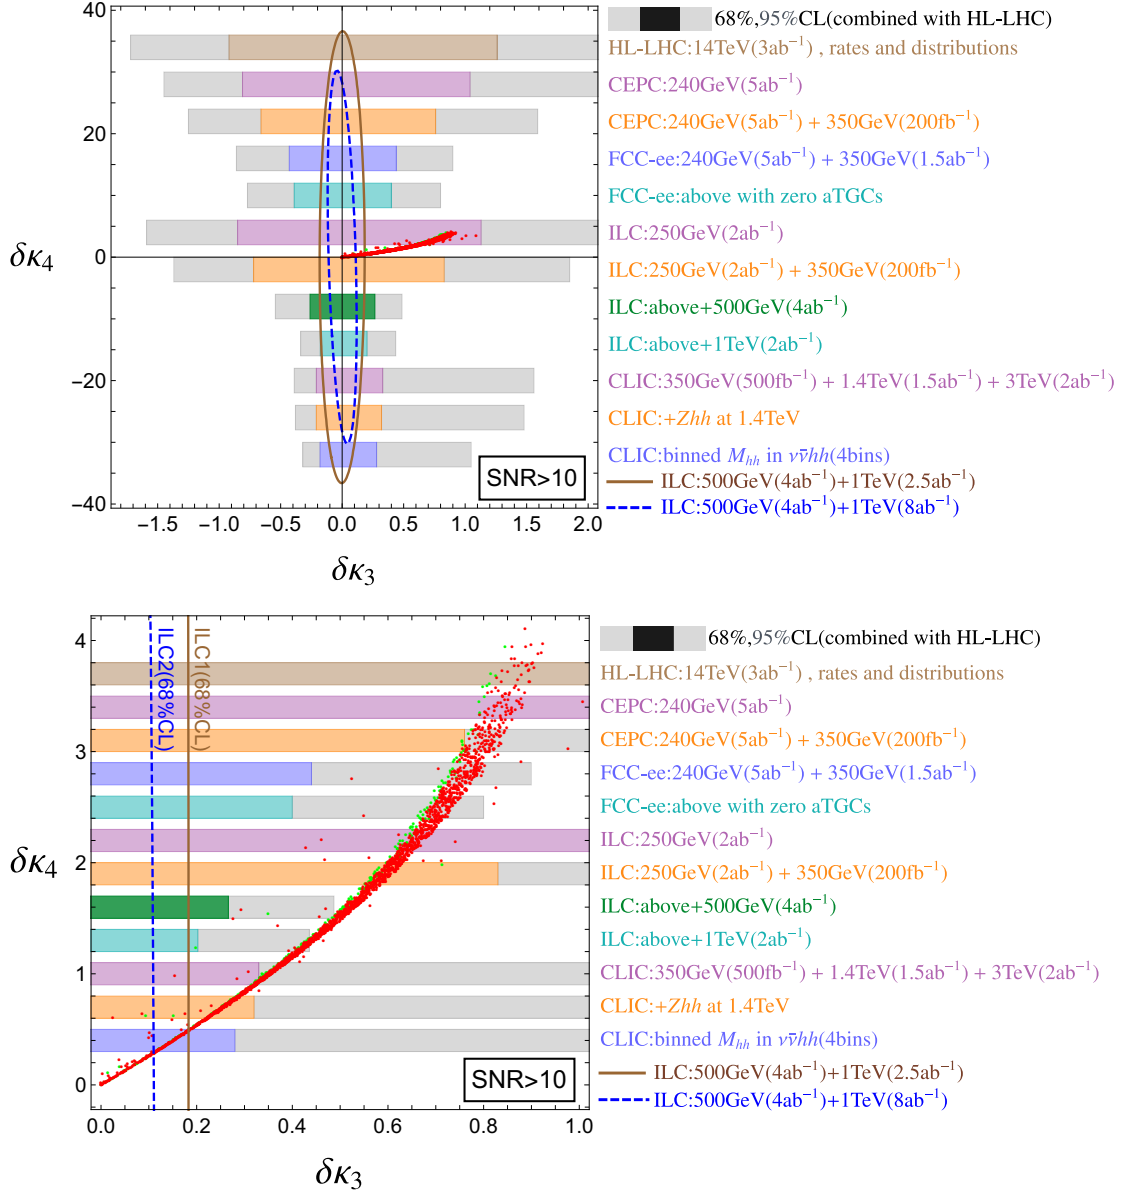 40
20
0
−20
−40
δκ4
−1.5 −1.0 −0.5 0.0 0.5 1.0 1.5 2.0
δκ3
SNR>10
68%,95%CL(combined with HL-LHC)
HL-LHC:14TeV(3ab⁻¹) , rates and distributions
CEPC:240GeV(5ab⁻¹)
CEPC:240GeV(5ab⁻¹) + 350GeV(200fb⁻¹)
FCC-ee:240GeV(5ab⁻¹) + 350GeV(1.5ab⁻¹)
FCC-ee:above with zero aTGCs
ILC:250GeV(2ab⁻¹)
ILC:250GeV(2ab⁻¹) + 350GeV(200fb⁻¹)
ILC:above+500GeV(4ab⁻¹)
ILC:above+1TeV(2ab⁻¹)
CLIC:350GeV(500fb⁻¹) + 1.4TeV(1.5ab⁻¹) + 3TeV(2ab⁻¹)
CLIC:+Zhh at 1.4TeV
CLIC:binned Mhh in νν̄hh(4bins)
ILC:500GeV(4ab⁻¹)+1TeV(2.5ab⁻¹)
ILC:500GeV(4ab⁻¹)+1TeV(8ab⁻¹)
4
3
2
1
0
δκ4
0.0 0.2 0.4 0.6 0.8 1.0
δκ3
ILC2(68%CL)
ILC1(68%CL)
SNR>10
68%,95%CL(combined with HL-LHC)
HL-LHC:14TeV(3ab⁻¹) , rates and distributions
CEPC:240GeV(5ab⁻¹)
CEPC:240GeV(5ab⁻¹) + 350GeV(200fb⁻¹)
FCC-ee:240GeV(5ab⁻¹) + 350GeV(1.5ab⁻¹)
FCC-ee:above with zero aTGCs
ILC:250GeV(2ab⁻¹)
ILC:250GeV(2ab⁻¹) + 350GeV(200fb⁻¹)
ILC:above+500GeV(4ab⁻¹)
ILC:above+1TeV(2ab⁻¹)
CLIC:350GeV(500fb⁻¹) + 1.4TeV(1.5ab⁻¹) + 3TeV(2ab⁻¹)
CLIC:+Zhh at 1.4TeV
CLIC:binned Mhh in νν̄hh(4bins)
ILC:500GeV(4ab⁻¹)+1TeV(2.5ab⁻¹)
ILC:500GeV(4ab⁻¹)+1TeV(8ab⁻¹)